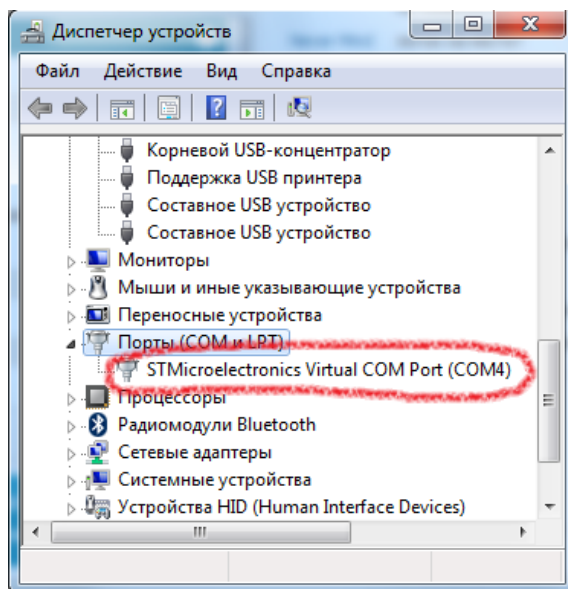 Диспетчер устройств
Файл Действие Вид Справка
Корневой USB-концентратор
Поддержка USB принтера
Составное USB устройство
Составное USB устройство
Мониторы
Мыши и иные указывающие устройства
Переносные устройства
Порты (COM и LPT)
STMicroelectronics Virtual COM Port (COM4)
Процессоры
Радиомодули Bluetooth
Сетевые адаптеры
Системные устройства
Устройства HID (Human Interface Devices)